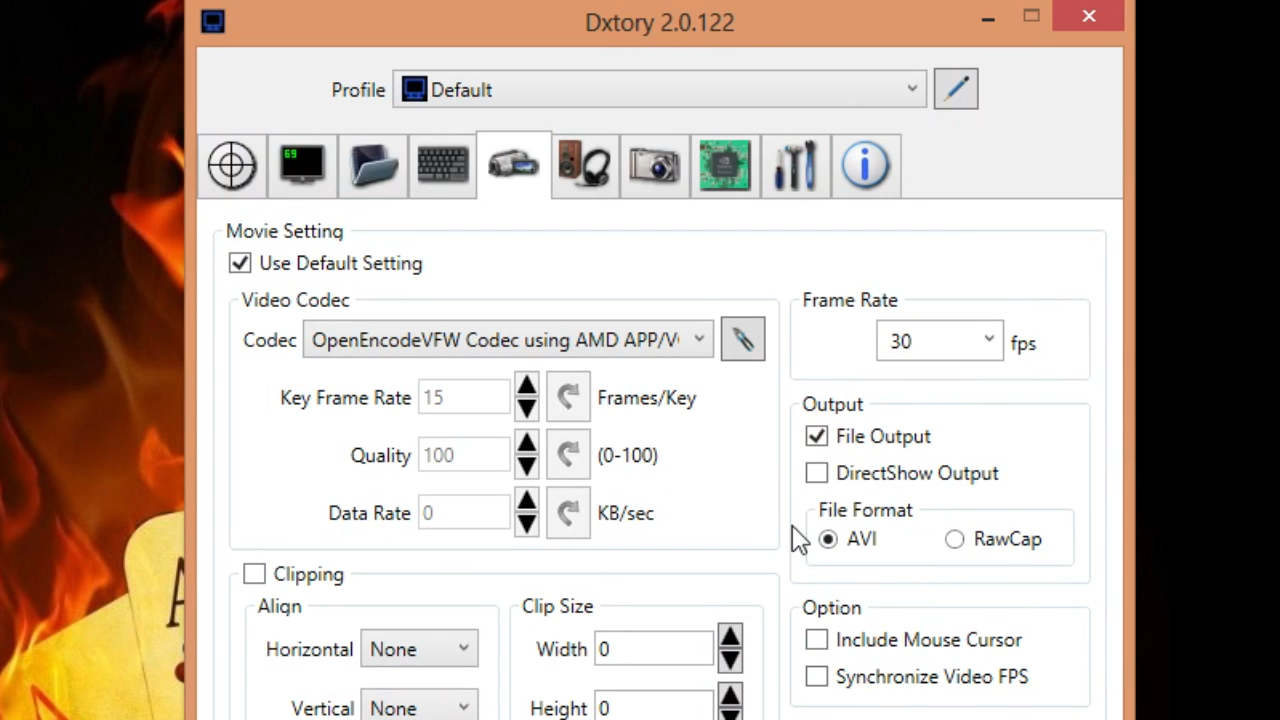 Dxtory 2.0.122
Profile Default
69
Movie Setting
Use Default Setting
Video Codec
Codec OpenEncodeVFW Codec using AMD APP/V
Key Frame Rate 15 Frames/Key
Quality 100 (0-100)
Data Rate 0 KB/sec
Frame Rate
30 fps
Output
File Output
DirectShow Output
File Format
AVI RawCap
Clipping
Align
Horizontal None
Vertical None
Clip Size
Width 0
Height 0
Option
Include Mouse Cursor
Synchronize Video FPS